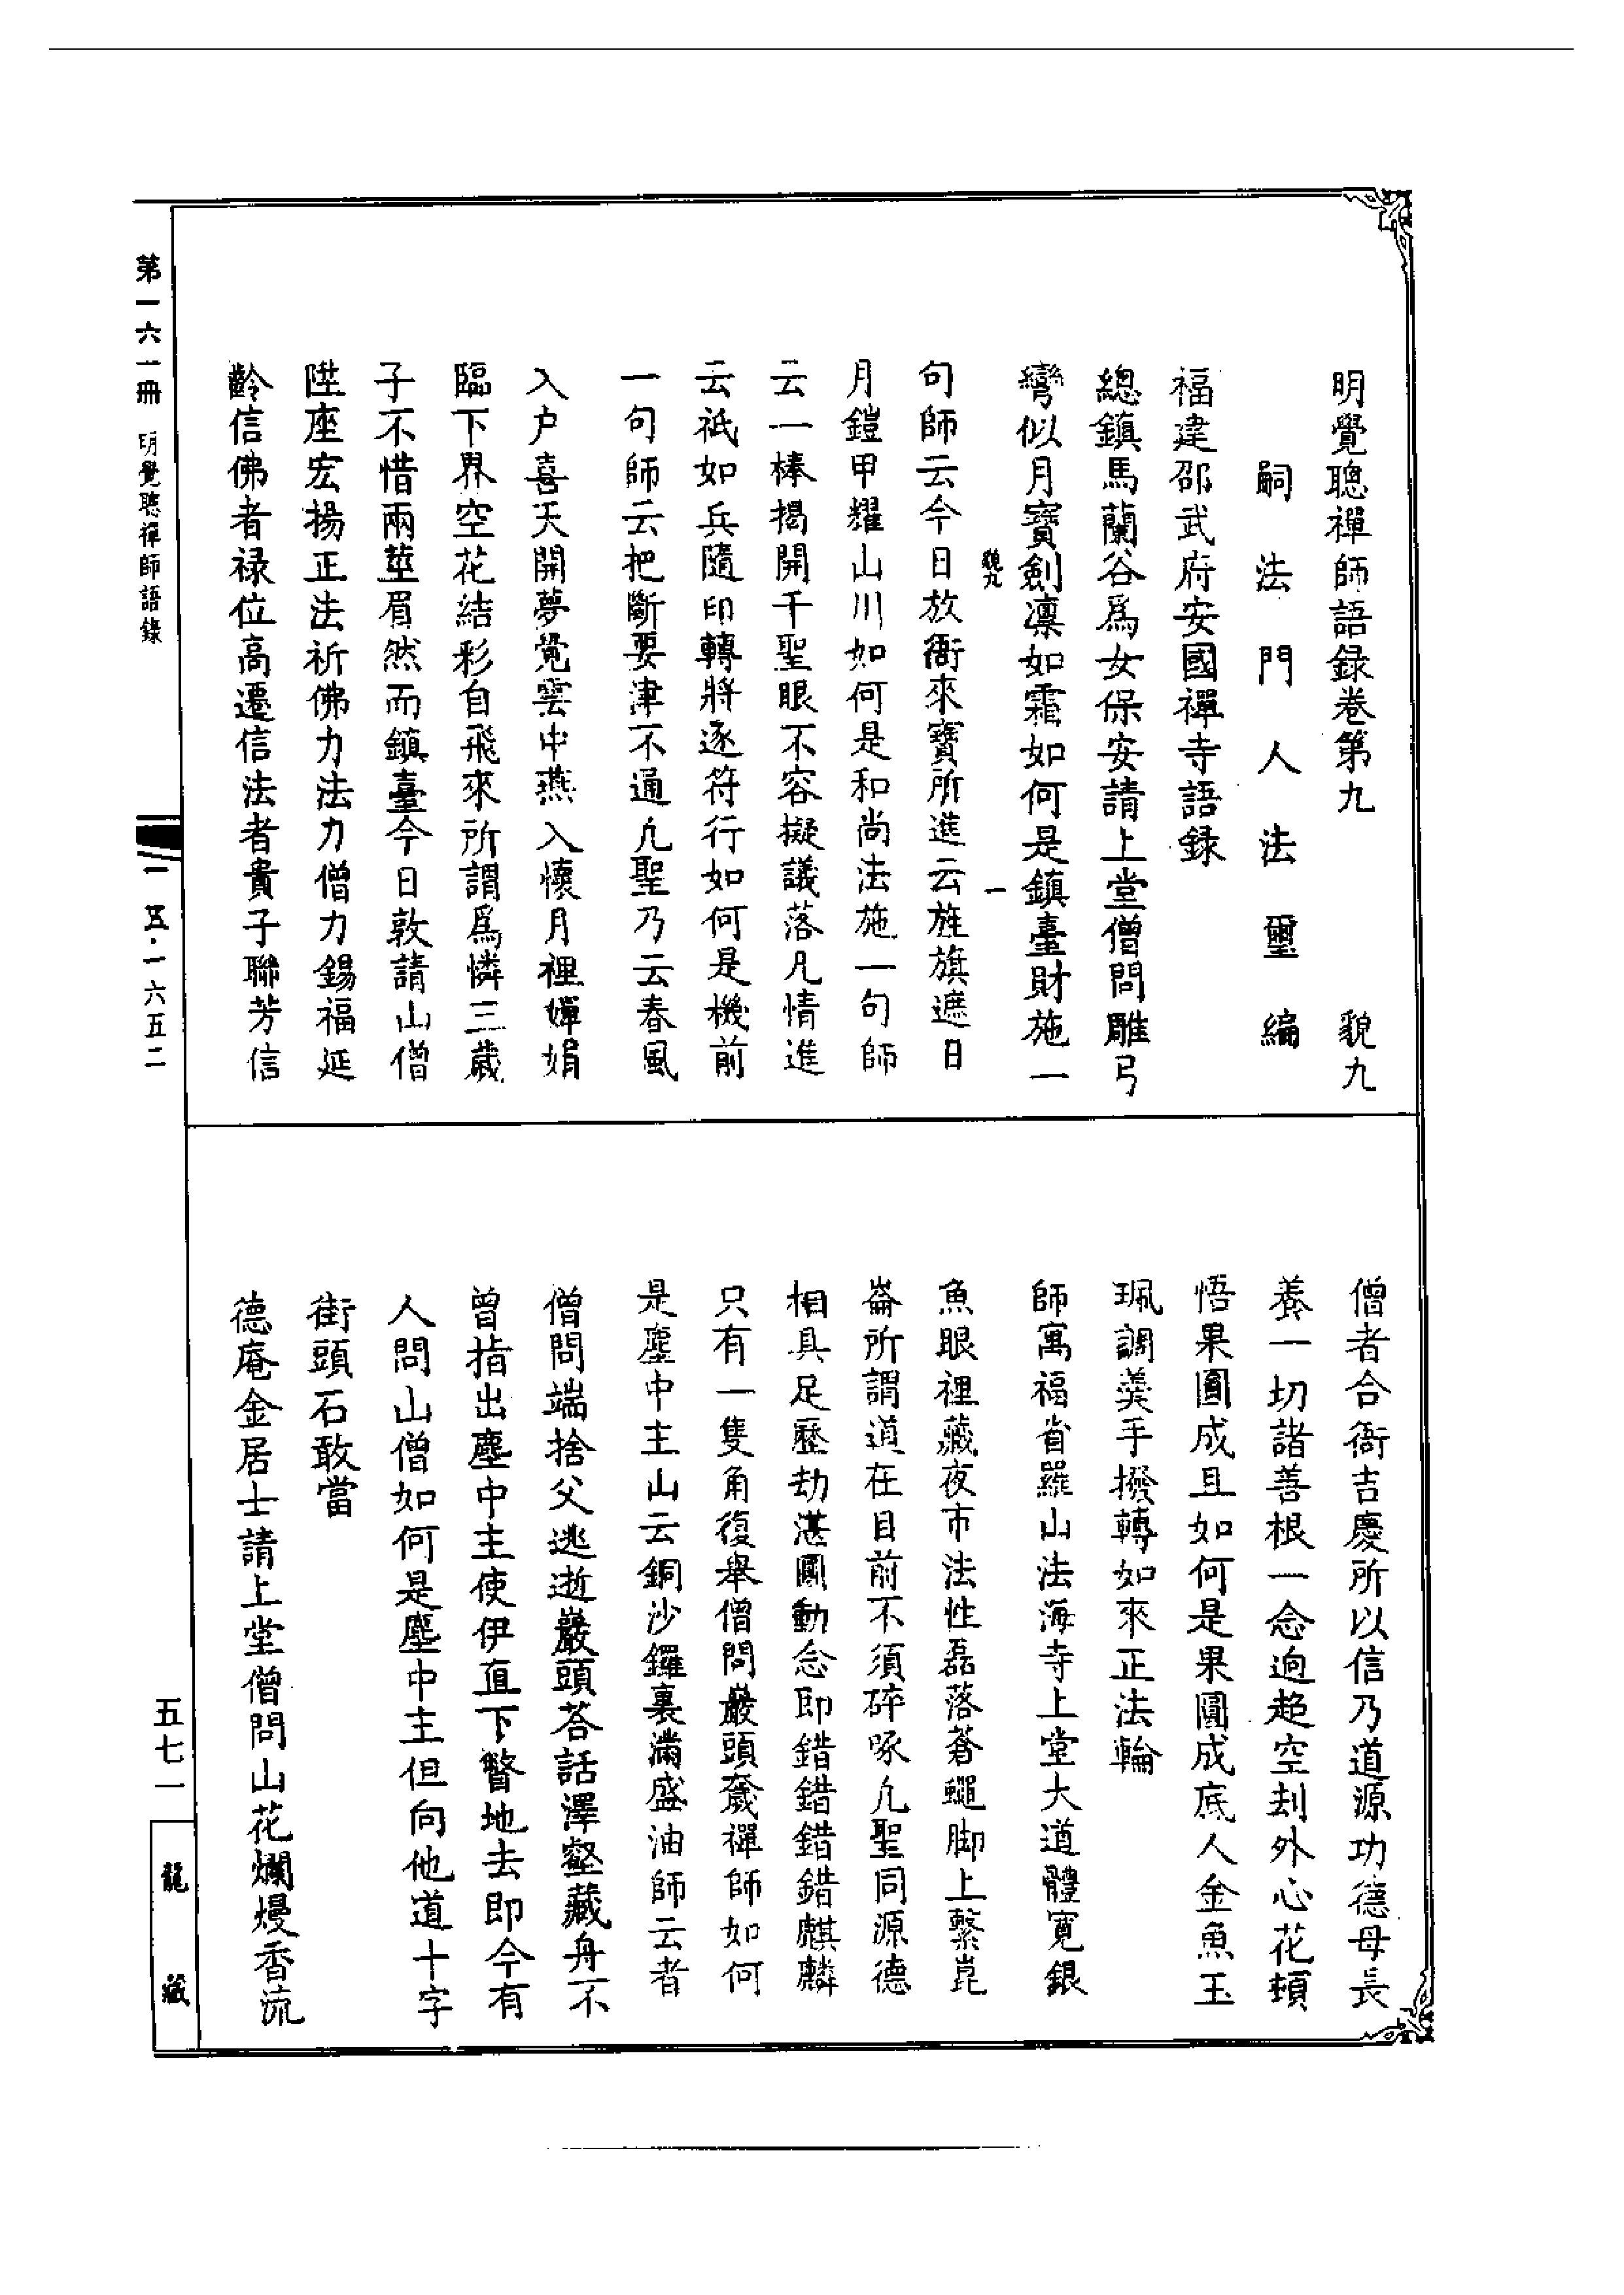 明覺聰禪師語錄卷第九　　　　貌九
嗣法門人法璽編
福建邵武府安國禪寺語錄
總鎮馬蘭谷爲女保安請上堂僧問雕弓
彎似月寶劍凜如霜如何是鎮臺財施一
貌九　　　　一
句師云今日放衙來寶所進云旌旗遮日
月鎧甲耀山川如何是和尚法施一句師
云一棒揭開千聖眼不容擬議落凡情進
云祇如兵隨印轉將逐符行如何是機前
一句師云把斷要津不通凡聖乃云春風
入户喜天開夢覺雲中燕入懷月裡嬋娟
臨下界空花結彩自飛來所謂爲憐三歲
子不惜兩莖眉然而鎮臺今日敦請山僧
陞座宏揚正法祈佛力法力僧力錫福延
齡信佛者禄位高遷信法者貴子聯芳信
僧者合衙吉慶所以信乃道源功德母長
養一切諸善根一念逈超空刦外心花頓
悟果圓成且如何是果圓成底人金魚玉
珮調羹手撥轉如來正法輪
師寓福省羅山法海寺上堂大道體寬銀
魚眼裡藏夜市法性磊落蒼蠅脚上繫崑
崙所謂道在目前不須碎啄凡聖同源德
相具足歷劫湛圓動念即錯錯錯錯麒麟
只有一隻角復舉僧問巖頭奯禪師如何
是塵中主山云銅沙鑼裏滿盛油師云者
僧問端捨父逃逝巖頭荅話澤壑藏舟不
曾指出塵中主使伊直下瞥地去即今有
人問山僧如何是塵中主但向他道十字
街頭石敢當
德庵金居士請上堂僧問山花爛熳香流
第一六一冊　明覺聰禪師語錄
一五·一六五二
五七一
龍藏